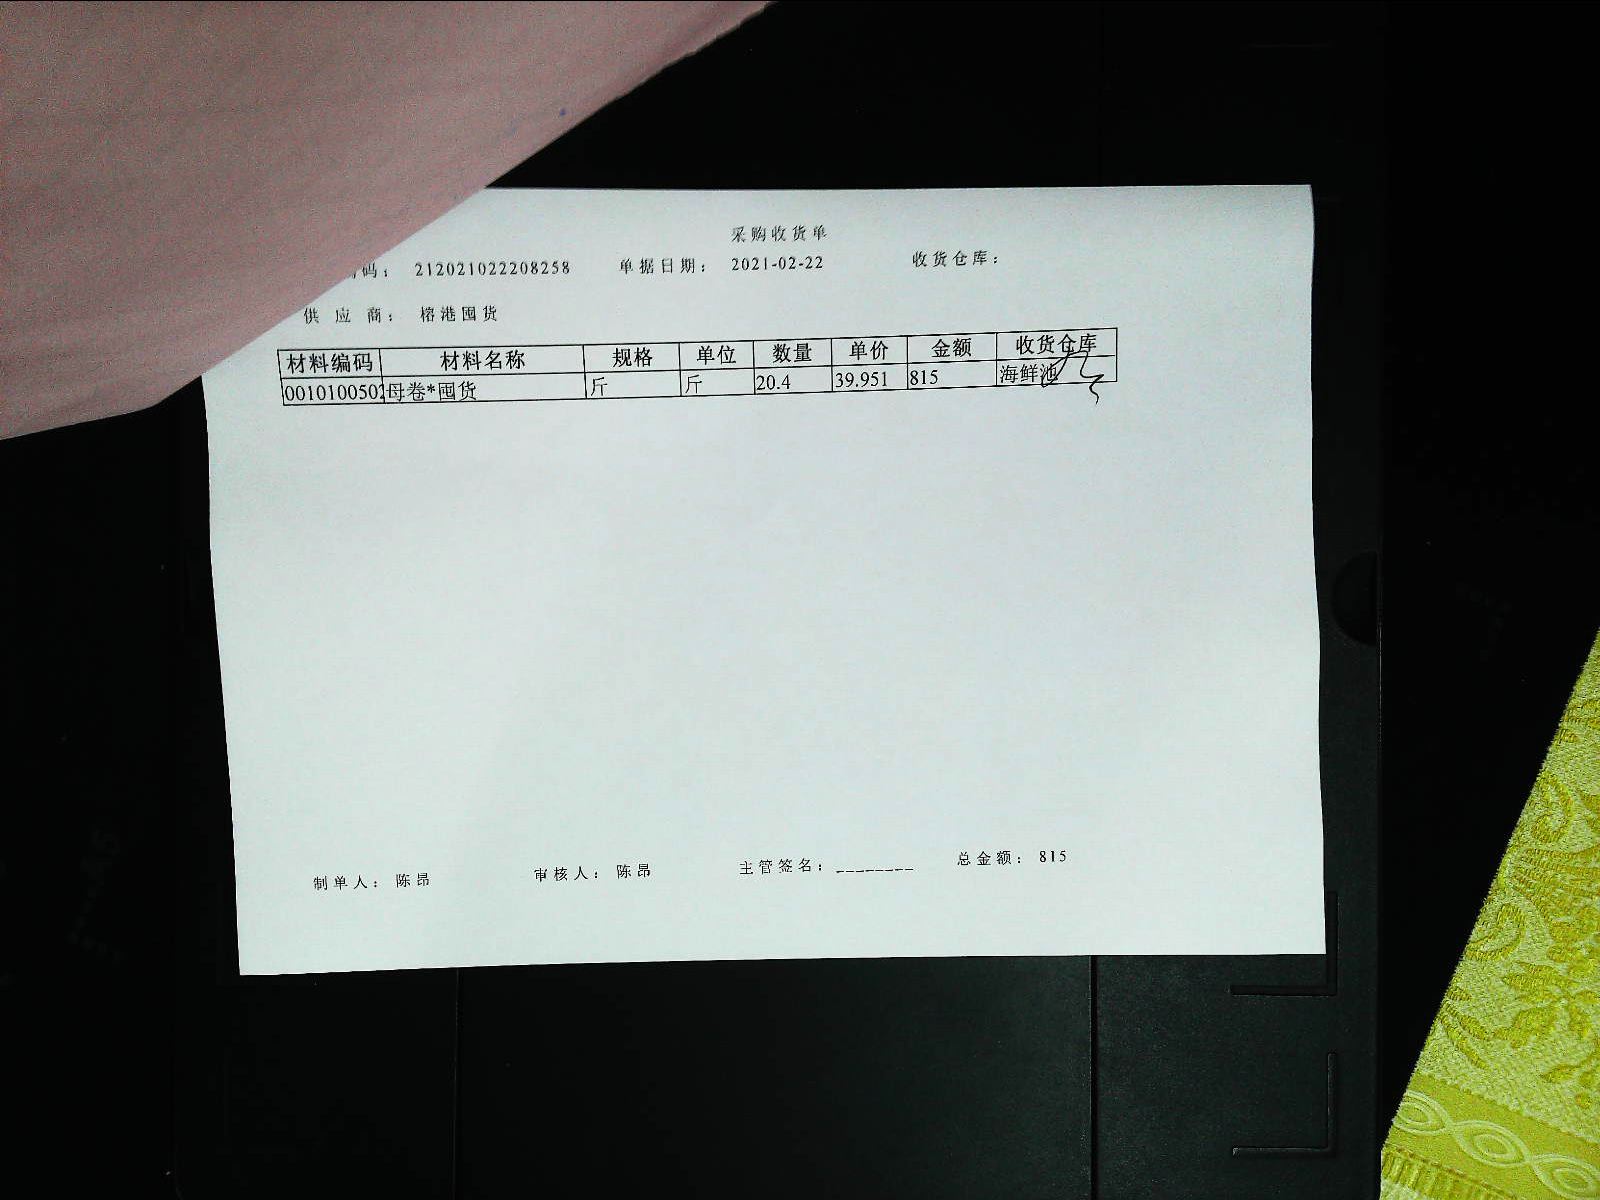 采购收货单
码： 212021022208258 单据日期： 2021-02-22 收货仓库：
供 应 商： 榕港囤货
材料编码 材料名称 规格 单位 数量 单价 金额 收货仓库
0010100502 母卷*囤货 斤 斤 20.4 39.951 815 海鲜池
制单人： 陈昂 审核人： 陈昂 主管签名：________ 总金额： 815